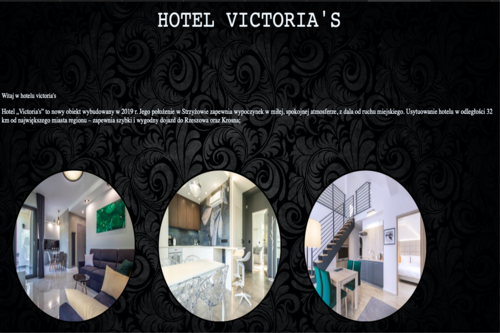 HOTEL VICTORIA'S
Witaj w hotelu victoria's
Hotel „Victoria's” to nowy obiekt wybudowany w 2019 r. Jego położenie w Strzyżowie zapewnia wypoczynek w miłej, spokojnej atmosferze, z dala od ruchu miejskiego. Usytuowanie hotelu w odległości 32
km od największego miasta regionu – zapewnia szybki i wygodny dojazd do Rzeszowa oraz Krosna;